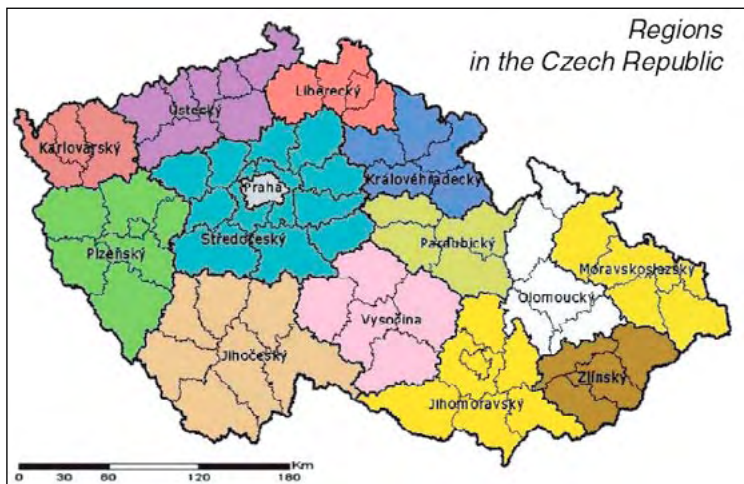 Regions
in the Czech Republic
Liberecký
Ústecký
Karlovarský
Královéhradecký
Praha
Středočeský
Pardubický
Plzeňský
Moravskoslezský
Olomoucký
Vysočina
Jihočeský
Zlínský
Jihomoravský
Km
0 30 60 120 180